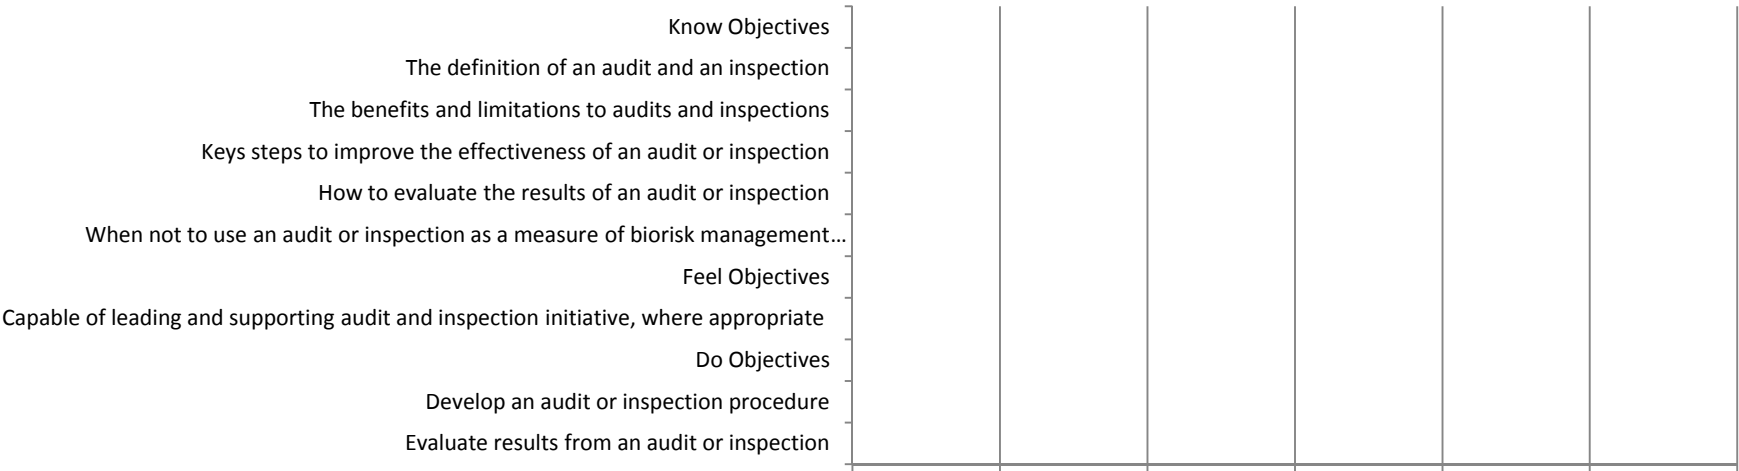 Know Objectives
The definition of an audit and an inspection
The benefits and limitations to audits and inspections
Keys steps to improve the effectiveness of an audit or inspection
How to evaluate the results of an audit or inspection
When not to use an audit or inspection as a measure of biorisk management…
Feel Objectives
Capable of leading and supporting audit and inspection initiative, where appropriate
Do Objectives
Develop an audit or inspection procedure
Evaluate results from an audit or inspection